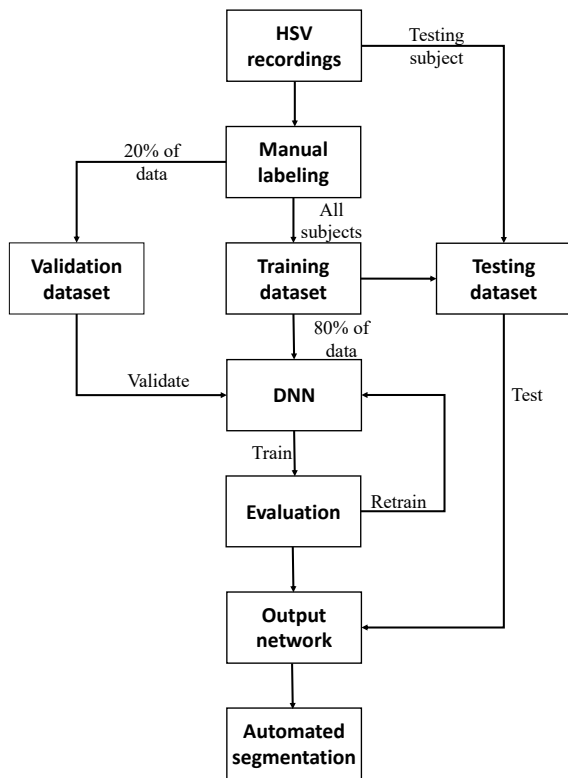 HSV
recordings
Testing
subject
20% of
data
Manual
labeling
All
subjects
Validation
dataset
Training
dataset
Testing
dataset
80% of
data
Validate
DNN
Test
Train
Evaluation
Retrain
Output
network
Automated
segmentation